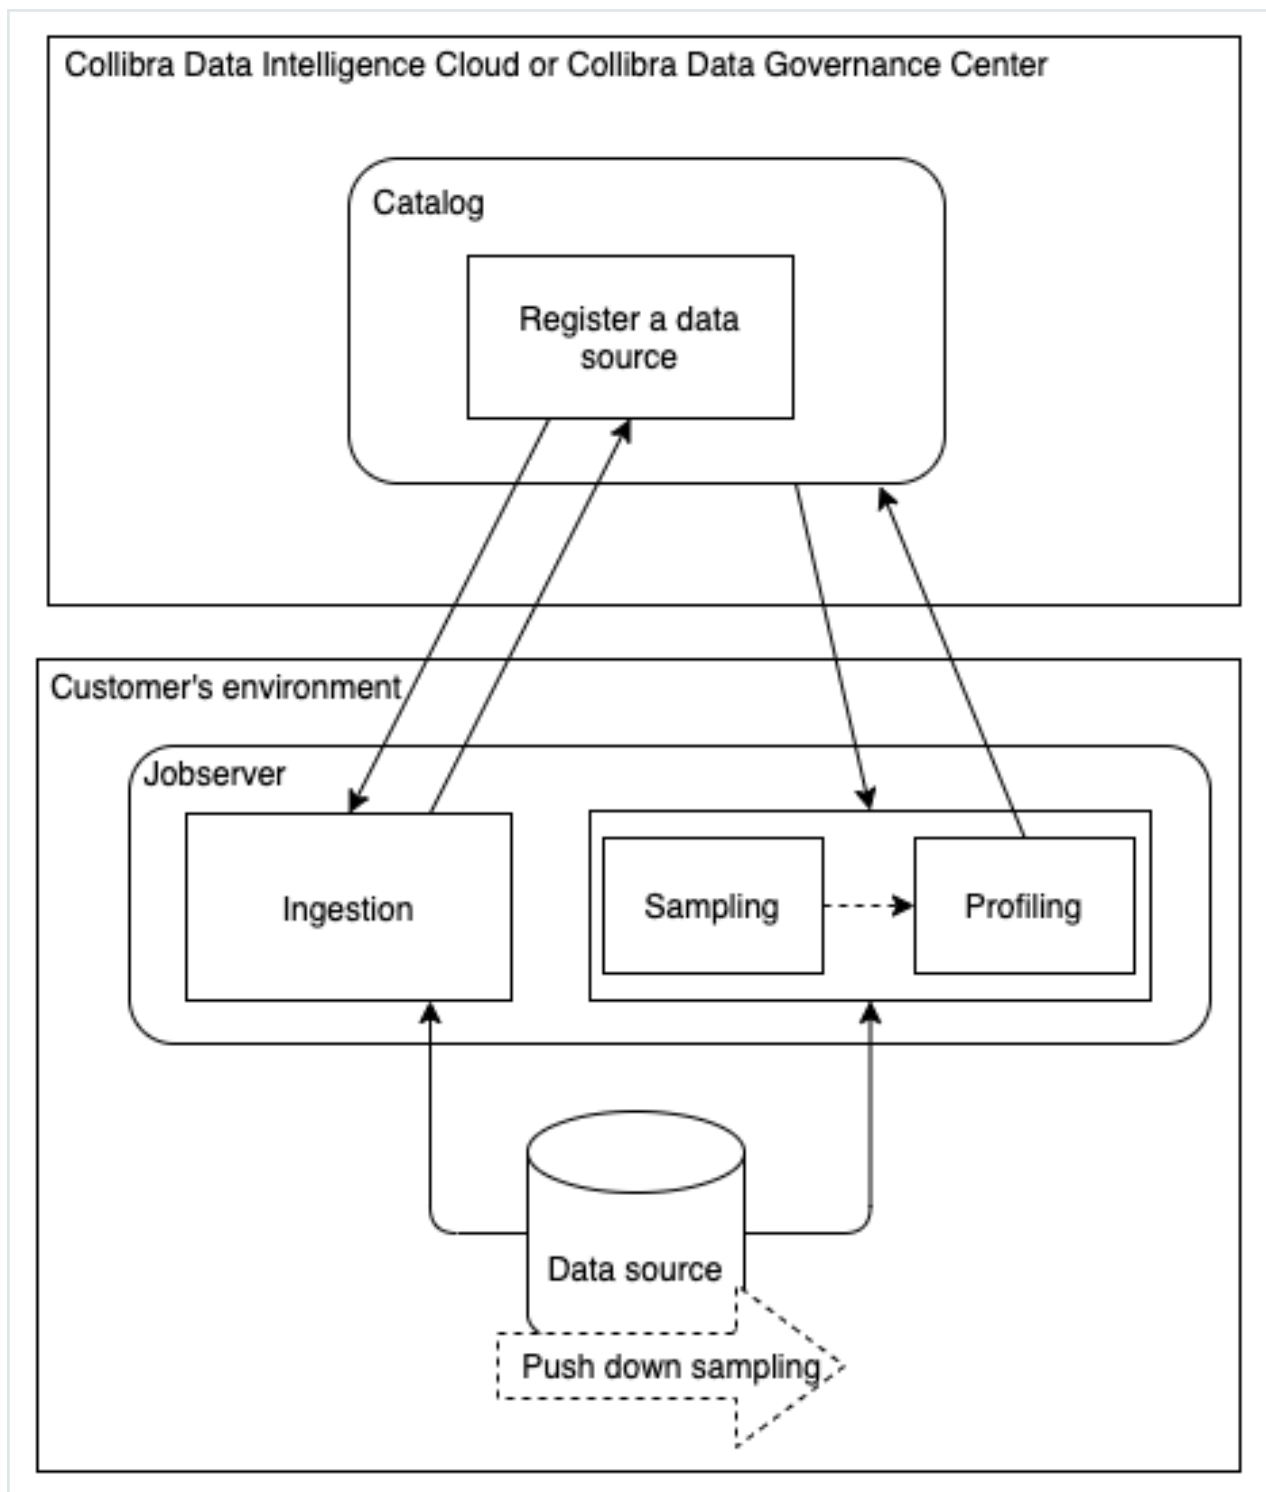 Collibra Data Intelligence Cloud or Collibra Data Governance Center
Catalog
Register a data
source
Customer's environment
Jobserver
Ingestion
Sampling
Profiling
Data source
Push down sampling